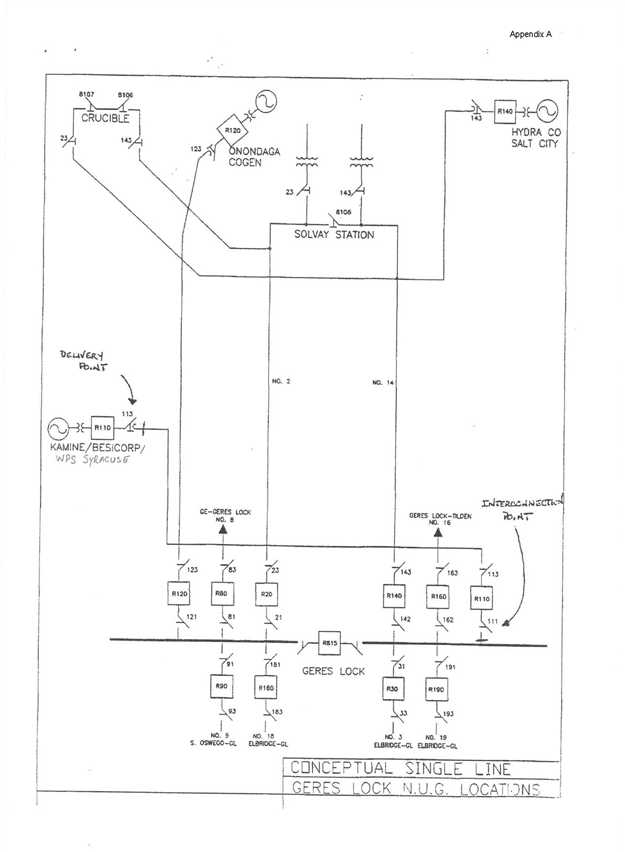 Appendix A
8107 8106
CRUCIBLE
23 143
R120
123
ONONDAGA
COGEN
143 R140
HYDRA CO
SALT CITY
23 143
8105
SOLVAY STATION
DELIVERY
POINT
NO. 2 NO. 14
113
R110
KAMINE/BESICORP/
WPS SYRACUSE
GE-GERES LOCK
NO. 8
GERES LOCK-TILDEN
NO. 16
INTERCONNECTION
POINT
123 83 23 143 163 113
R120 R80 R20 R140 R160 R110
121 81 21 142 162 111
R815
GERES LOCK
91 181 31 191
R90 R180 R30 R190
93 183 33 193
NO. 9 NO. 18 NO. 3 NO. 19
S. OSWEGO-GL ELBRIDGE-GL ELBRIDGE-GL ELBRIDGE-GL
CONCEPTUAL SINGLE LINE
GERES LOCK N.U.G. LOCATIONS